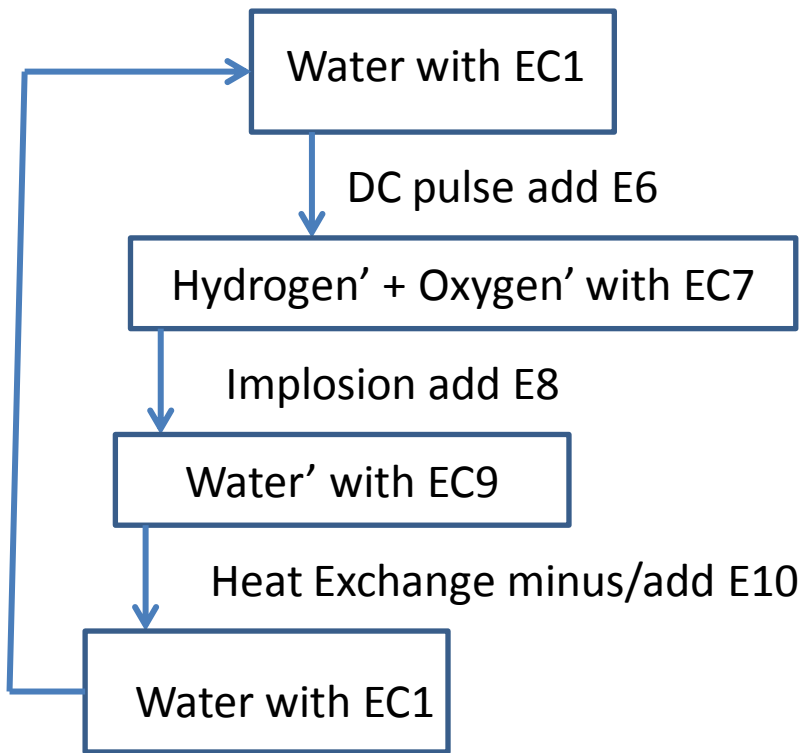 Water with EC1
DC pulse add E6
Hydrogen’ + Oxygen’ with EC7
Implosion add E8
Water’ with EC9
Heat Exchange minus/add E10
Water with EC1